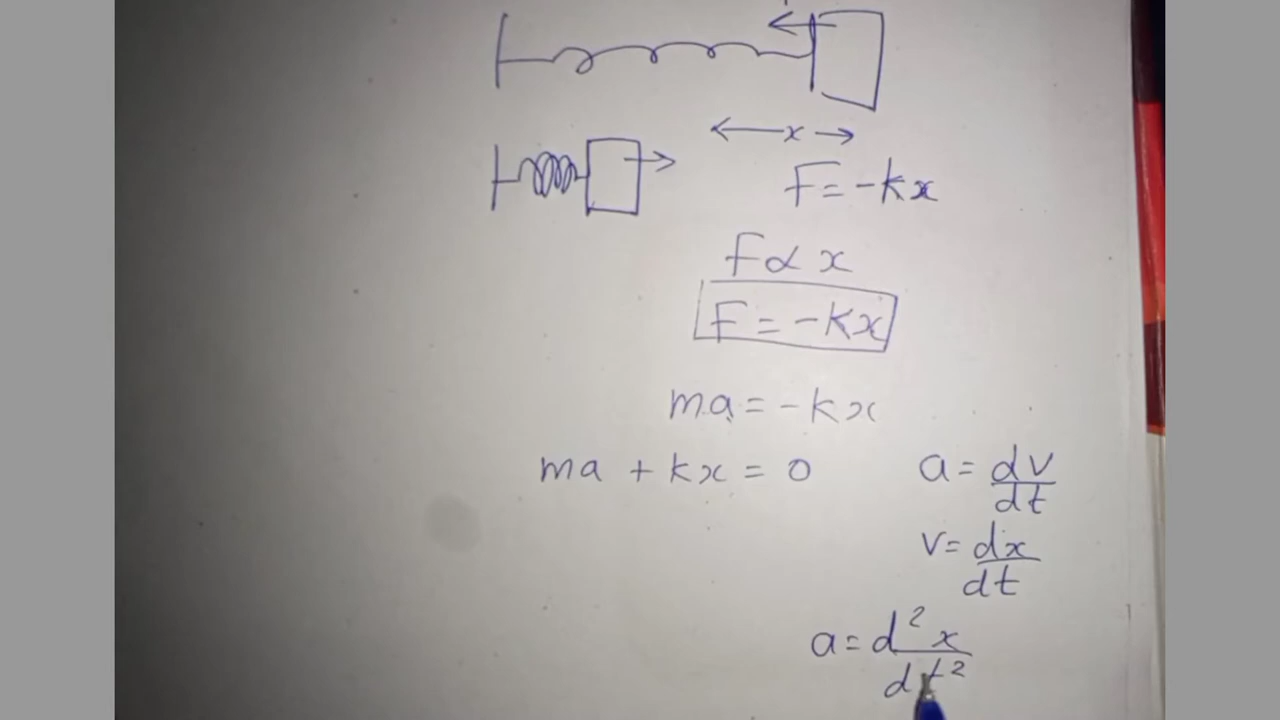 x
F = -kx
F ∝ x
F = -kx
ma = -kx
ma + kx = 0
a = dv/dt
v = dx/dt
a = d²x/dt²